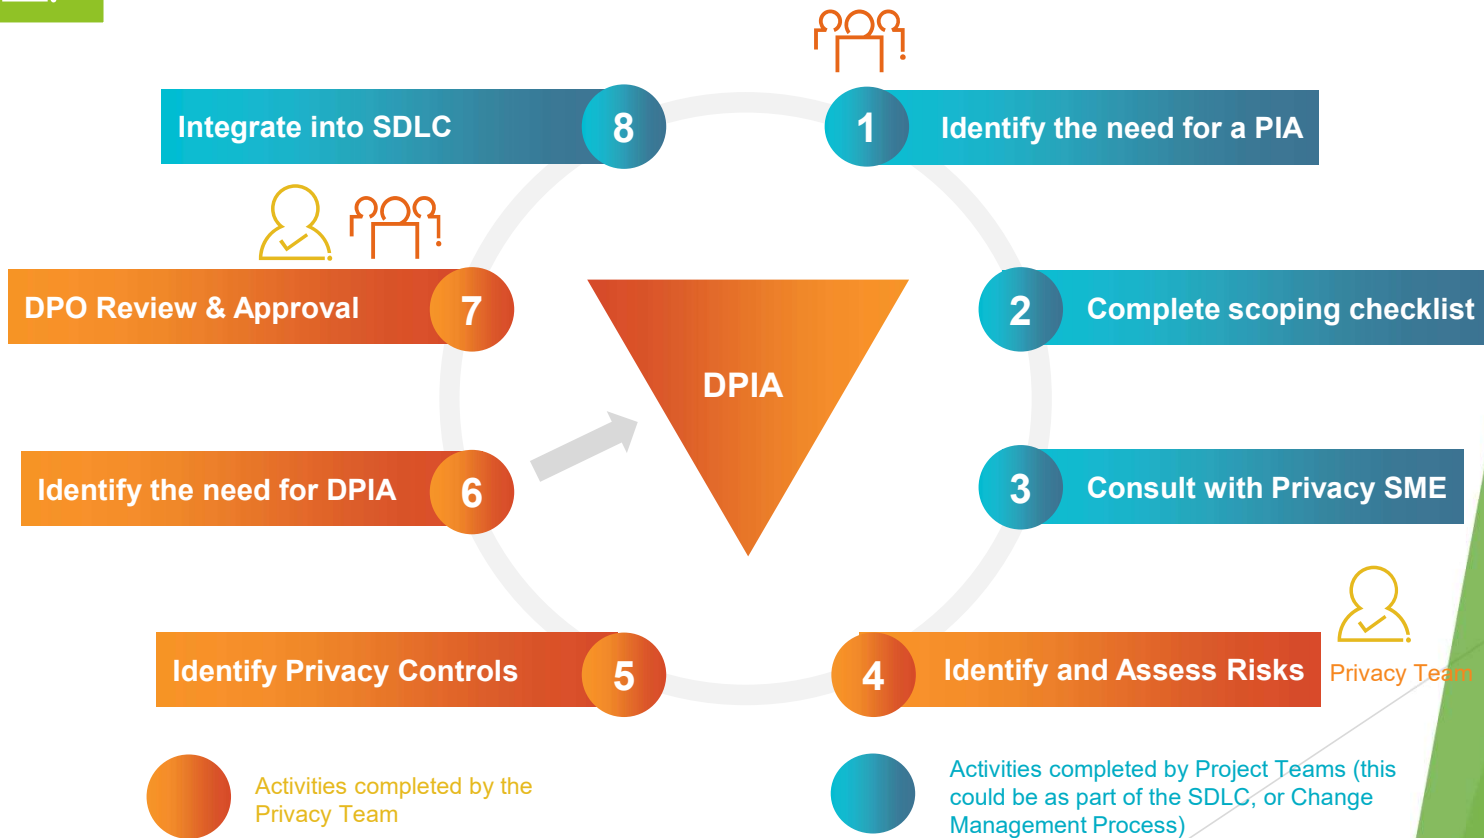 1
Identify the need for a PIA
2
Complete scoping checklist
3
Consult with Privacy SME
4
Identify and Assess Risks
Privacy Team
5
Identify Privacy Controls
6
Identify the need for DPIA
7
DPO Review & Approval
8
Integrate into SDLC
DPIA
Activities completed by the
Privacy Team
Activities completed by Project Teams (this
could be as part of the SDLC, or Change
Management Process)